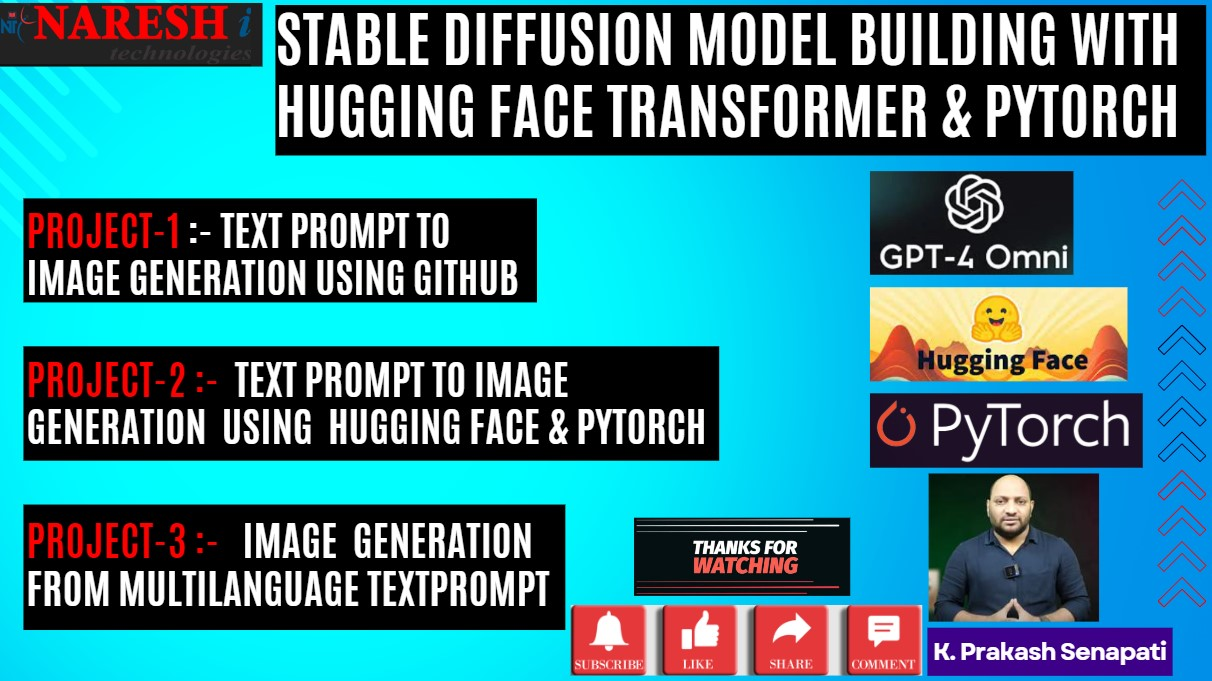 NARESH i
technologies
STABLE DIFFUSION MODEL BUILDING WITH
HUGGING FACE TRANSFORMER & PYTORCH
PROJECT-1 :- TEXT PROMPT TO
IMAGE GENERATION USING GITHUB
PROJECT-2 :- TEXT PROMPT TO IMAGE
GENERATION USING HUGGING FACE & PYTORCH
PROJECT-3 :- IMAGE GENERATION
FROM MULTILANGUAGE TEXTPROMPT
GPT-4 Omni
Hugging Face
PyTorch
THANKS FOR
WATCHING
SUBSCRIBE
LIKE
SHARE
COMMENT
K. Prakash Senapati